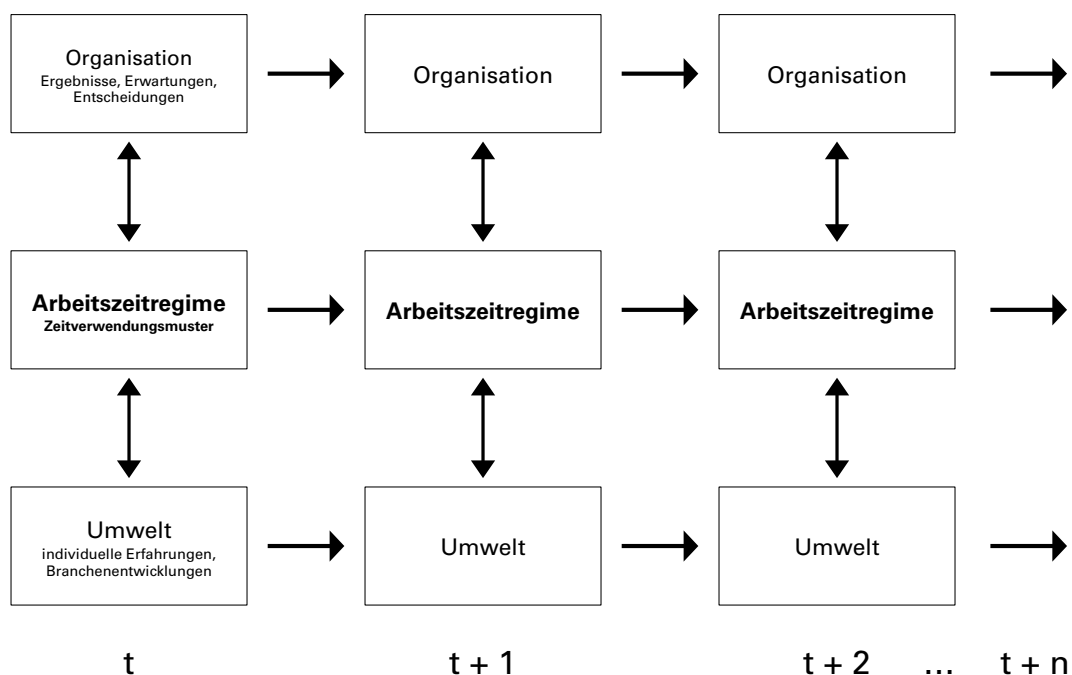 Organisation
Ergebnisse, Erwartungen,
Entscheidungen
Organisation
Organisation
Arbeitszeitregime
Zeitverwendungsmuster
Arbeitszeitregime
Arbeitszeitregime
Umwelt
individuelle Erfahrungen,
Branchenentwicklungen
Umwelt
Umwelt
t
t + 1
t + 2 ... t + n